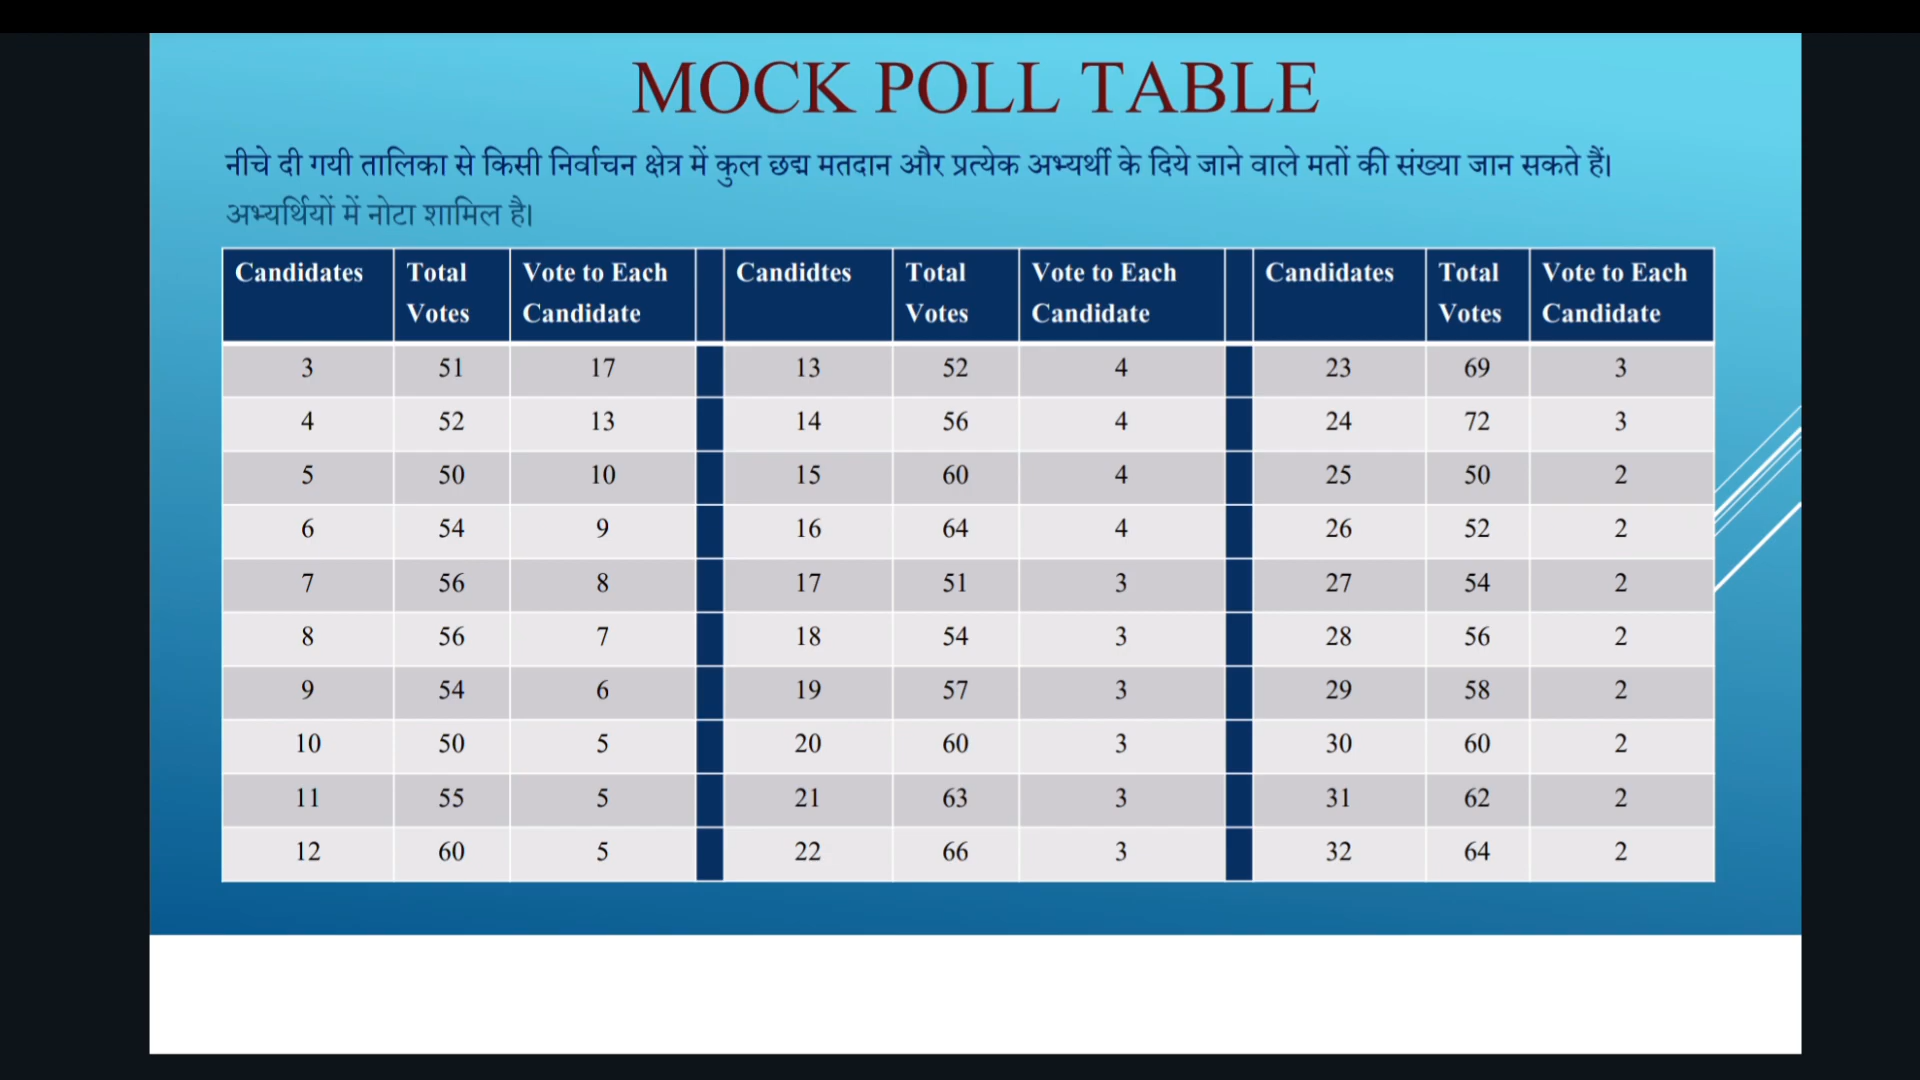 MOCK POLL TABLE
नीचे दी गयी तालिका से किसी निर्वाचन क्षेत्र में कुल छद्म मतदान और प्रत्येक अभ्यर्थी के दिये जाने वाले मतों की संख्या जान सकते हैं।
अभ्यर्थियों में नोटा शामिल है।
Candidates Total Votes Vote to Each Candidate Candidtes Total Votes Vote to Each Candidate Candidates Total Votes Vote to Each Candidate
3 51 17 13 52 4 23 69 3
4 52 13 14 56 4 24 72 3
5 50 10 15 60 4 25 50 2
6 54 9 16 64 4 26 52 2
7 56 8 17 51 3 27 54 2
8 56 7 18 54 3 28 56 2
9 54 6 19 57 3 29 58 2
10 50 5 20 60 3 30 60 2
11 55 5 21 63 3 31 62 2
12 60 5 22 66 3 32 64 2